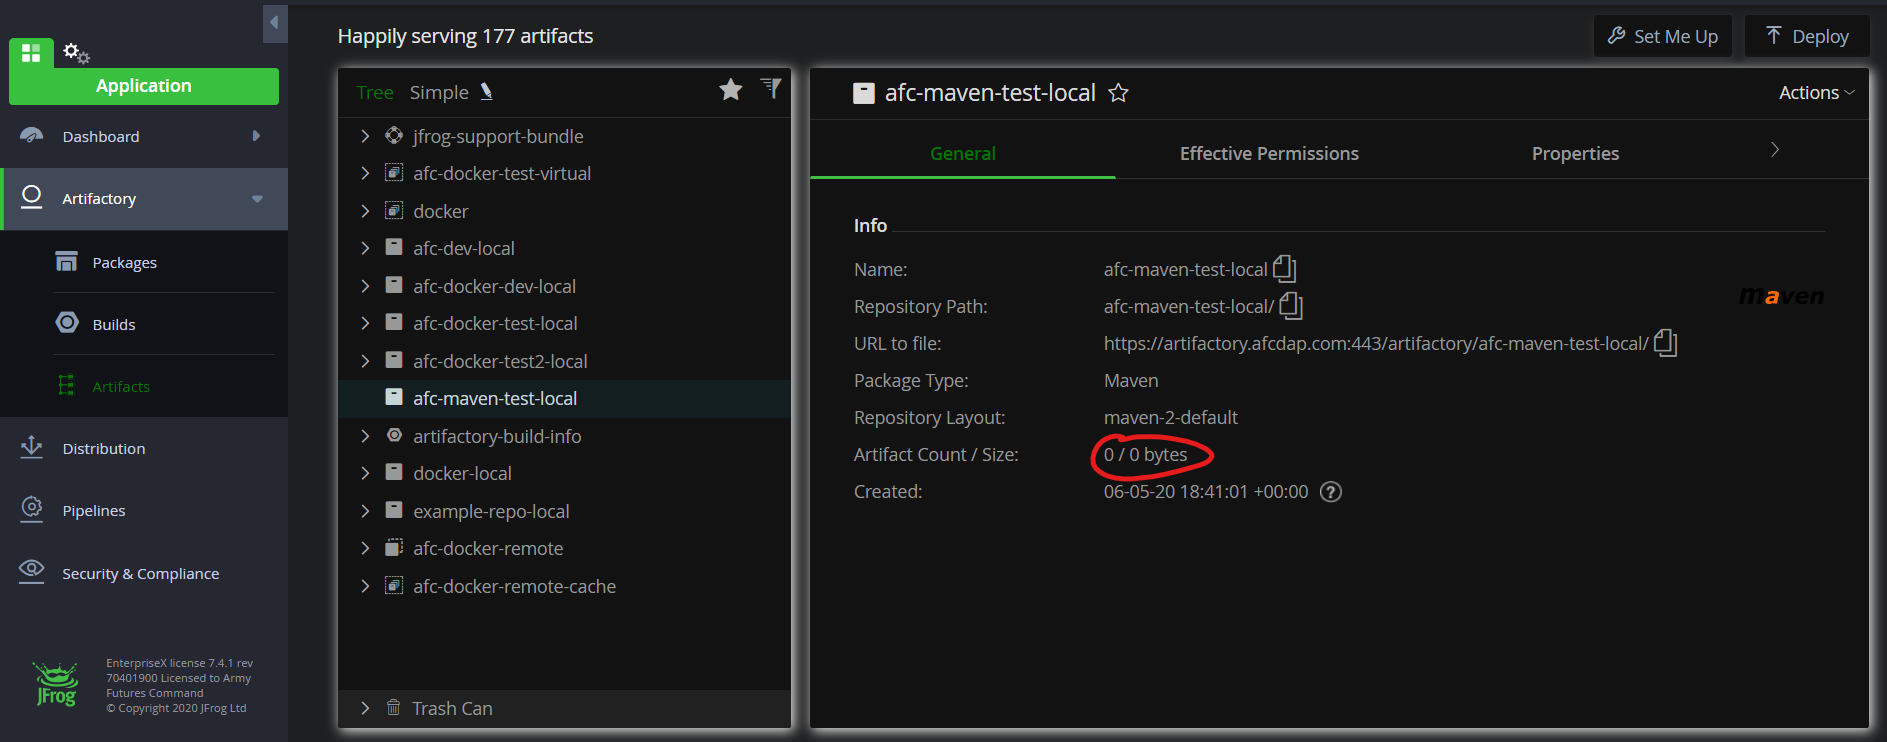 Happily serving 177 artifacts
Set Me Up
Deploy
Application
Dashboard
Artifactory
Packages
Builds
Artifacts
Distribution
Pipelines
Security & Compliance
JFrog
EnterpriseX license 7.4.1 rev
70401900 Licensed to Army
Futures Command
© Copyright 2020 JFrog Ltd
Tree Simple
jfrog-support-bundle
afc-docker-test-virtual
docker
afc-dev-local
afc-docker-dev-local
afc-docker-test-local
afc-docker-test2-local
afc-maven-test-local
artifactory-build-info
docker-local
example-repo-local
afc-docker-remote
afc-docker-remote-cache
Trash Can
afc-maven-test-local
Actions
General Effective Permissions Properties
Info
Name: afc-maven-test-local
Repository Path: afc-maven-test-local/
URL to file: https://artifactory.afcdap.com:443/artifactory/afc-maven-test-local/
Package Type: Maven
Repository Layout: maven-2-default
Artifact Count / Size: 0 / 0 bytes
Created: 06-05-20 18:41:01 +00:00 ?
maven